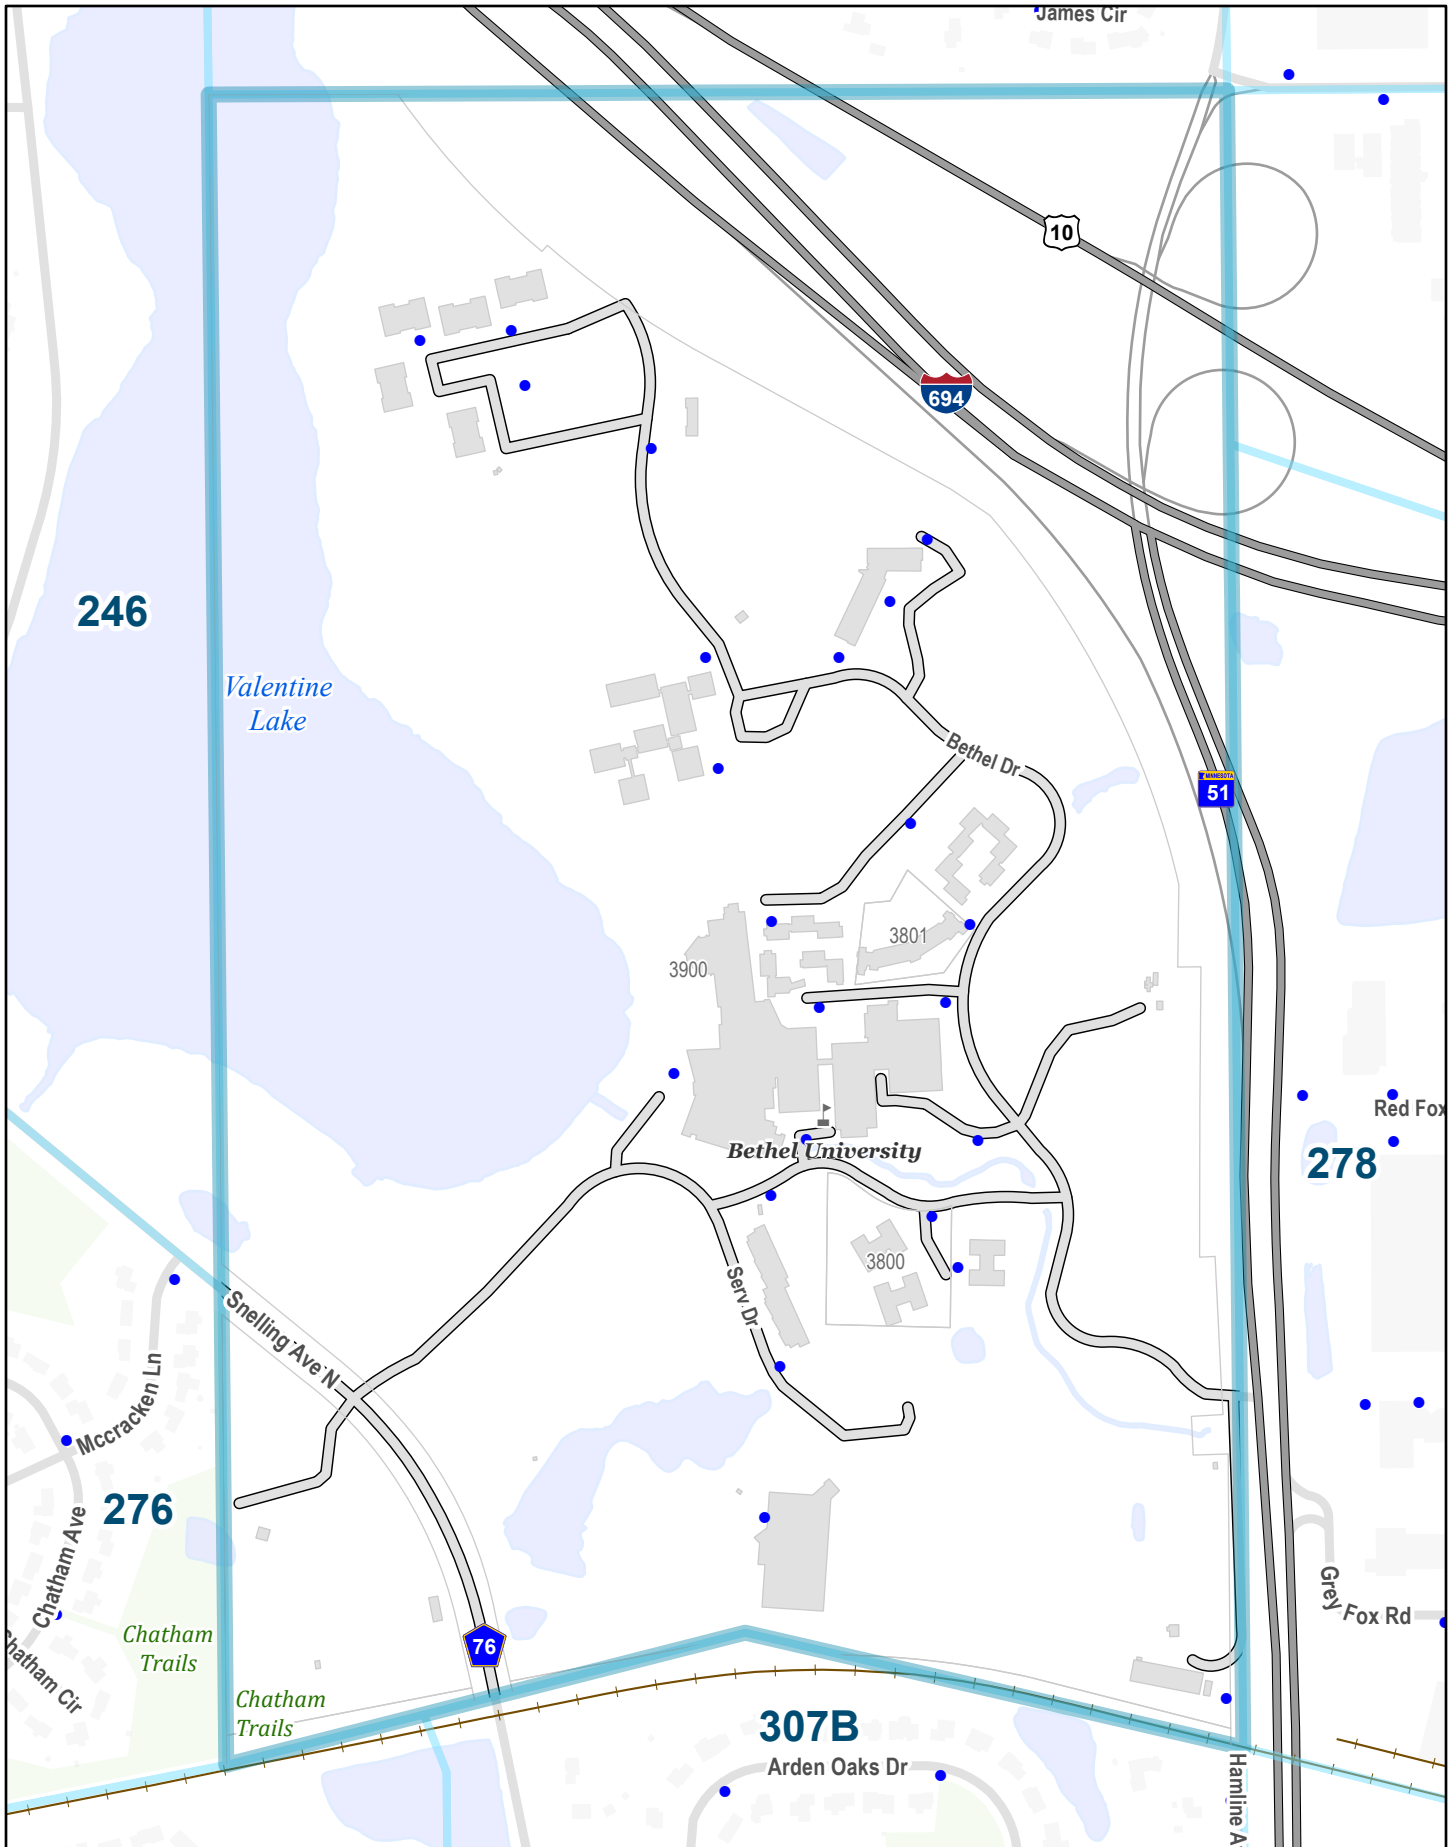 James Cir
10
694
246
Valentine
Lake
Bethel Dr
MINNESOTA
51
3801
3900
Red Fox
Bethel University
278
3800
Serv Dr
Snelling Ave N
Mccracken Ln
276
Chatham Ave
Grey Fox Rd
Chatham
Trails
Chatham Cir
76
Chatham
Trails
307B
Arden Oaks Dr
Hamline A